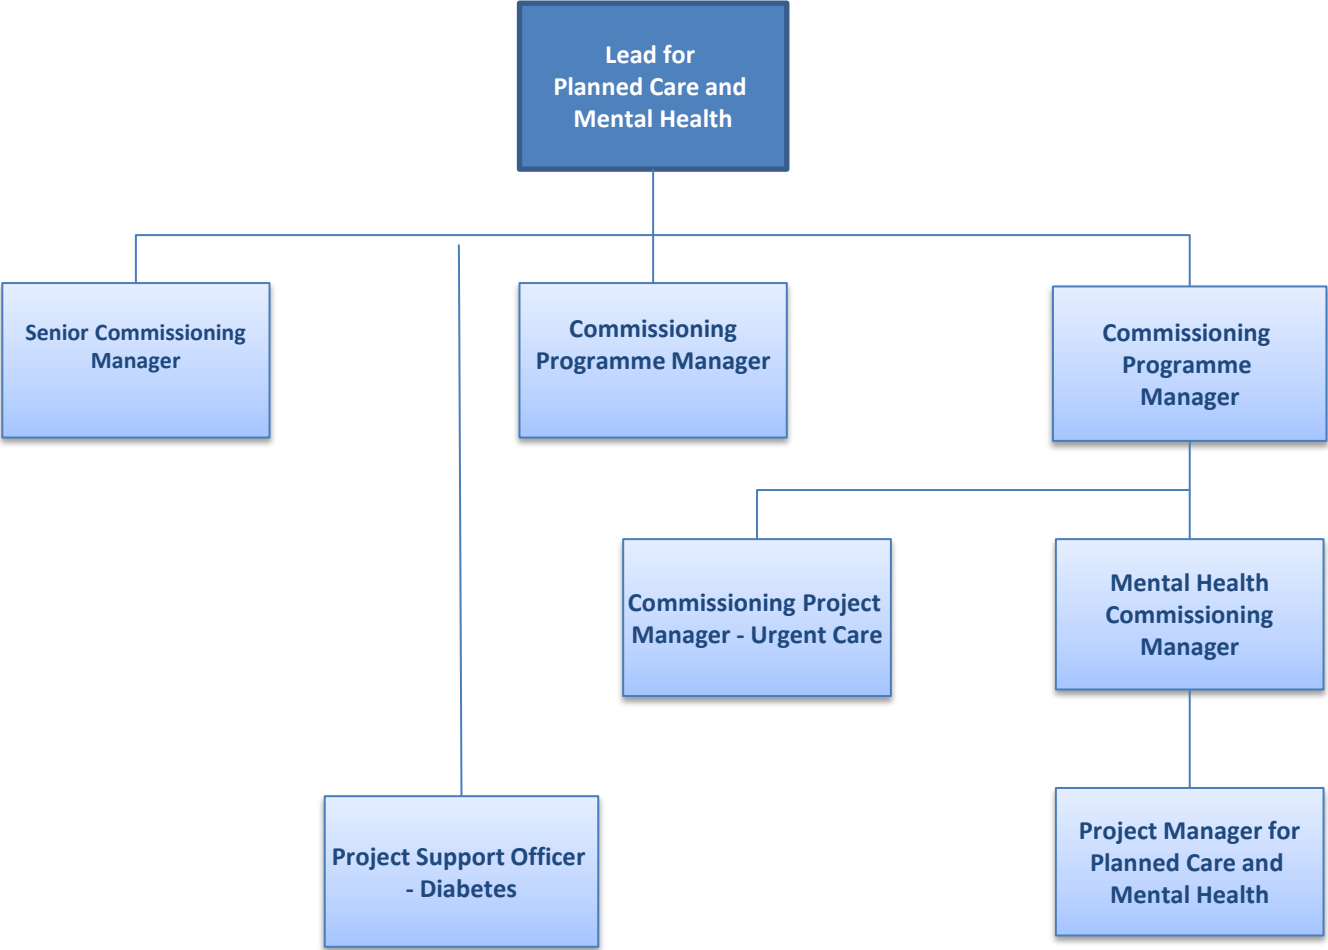 Lead for
Planned Care and
Mental Health
Senior Commissioning
Manager
Commissioning
Programme Manager
Commissioning
Programme
Manager
Commissioning Project
Manager - Urgent Care
Mental Health
Commissioning
Manager
Project Support Officer
- Diabetes
Project Manager for
Planned Care and
Mental Health